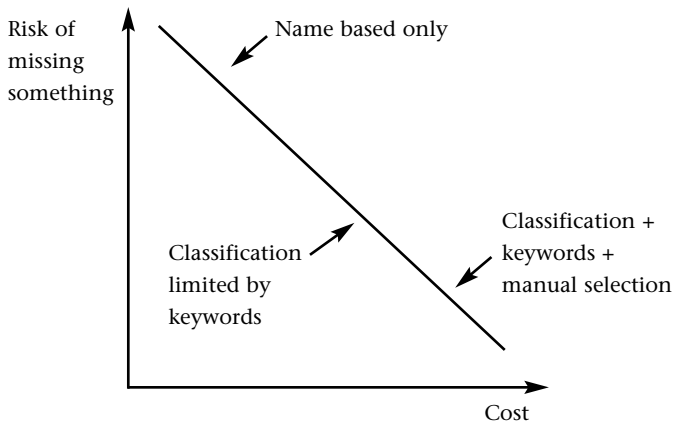 Risk of
missing
something
Name based only
Classification
limited by
keywords
Classification +
keywords +
manual selection
Cost